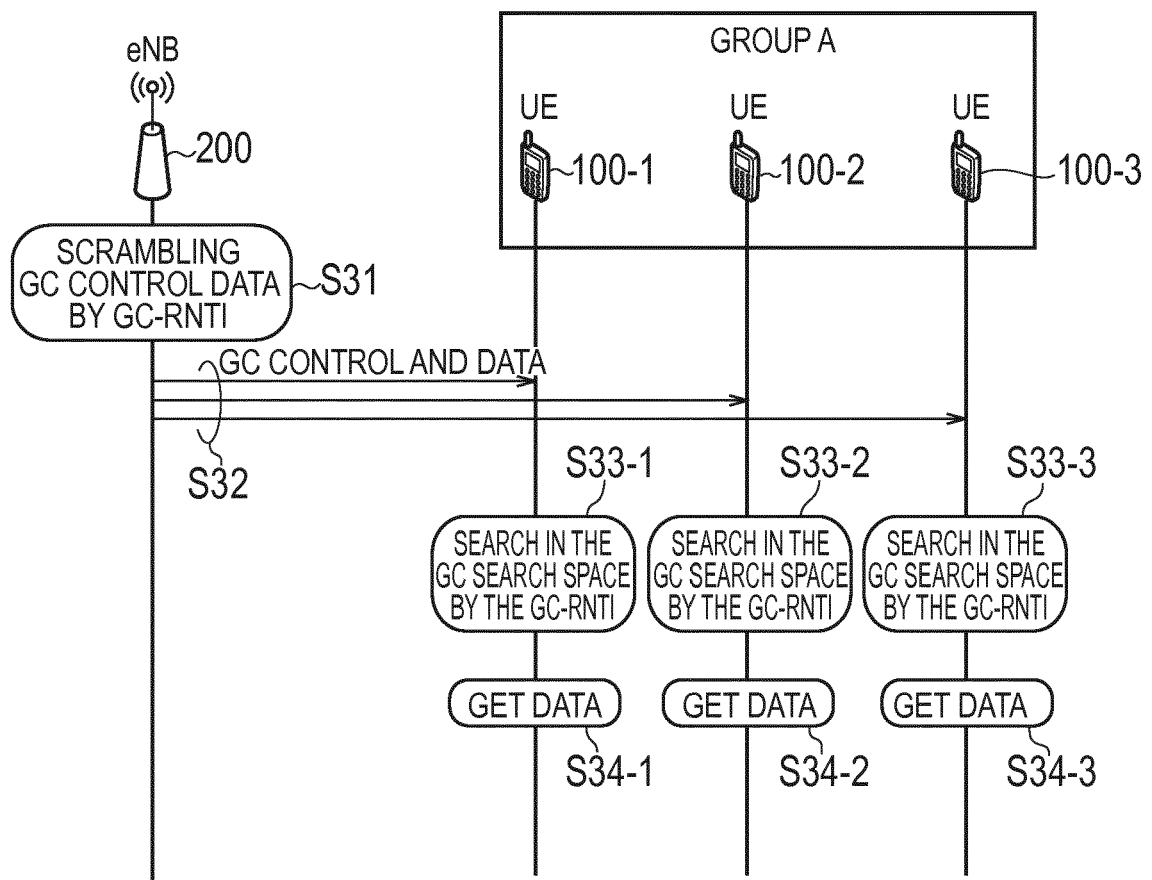 GROUP A
eNB
UE
UE
UE
200
100-1
100-2
100-3
SCRAMBLING
GC CONTROL DATA
BY GC-RNTI
S31
GC CONTROL AND DATA
S32
S33-1
S33-2
S33-3
SEARCH IN THE
GC SEARCH SPACE
BY THE GC-RNTI
SEARCH IN THE
GC SEARCH SPACE
BY THE GC-RNTI
SEARCH IN THE
GC SEARCH SPACE
BY THE GC-RNTI
GET DATA
GET DATA
GET DATA
S34-1
S34-2
S34-3